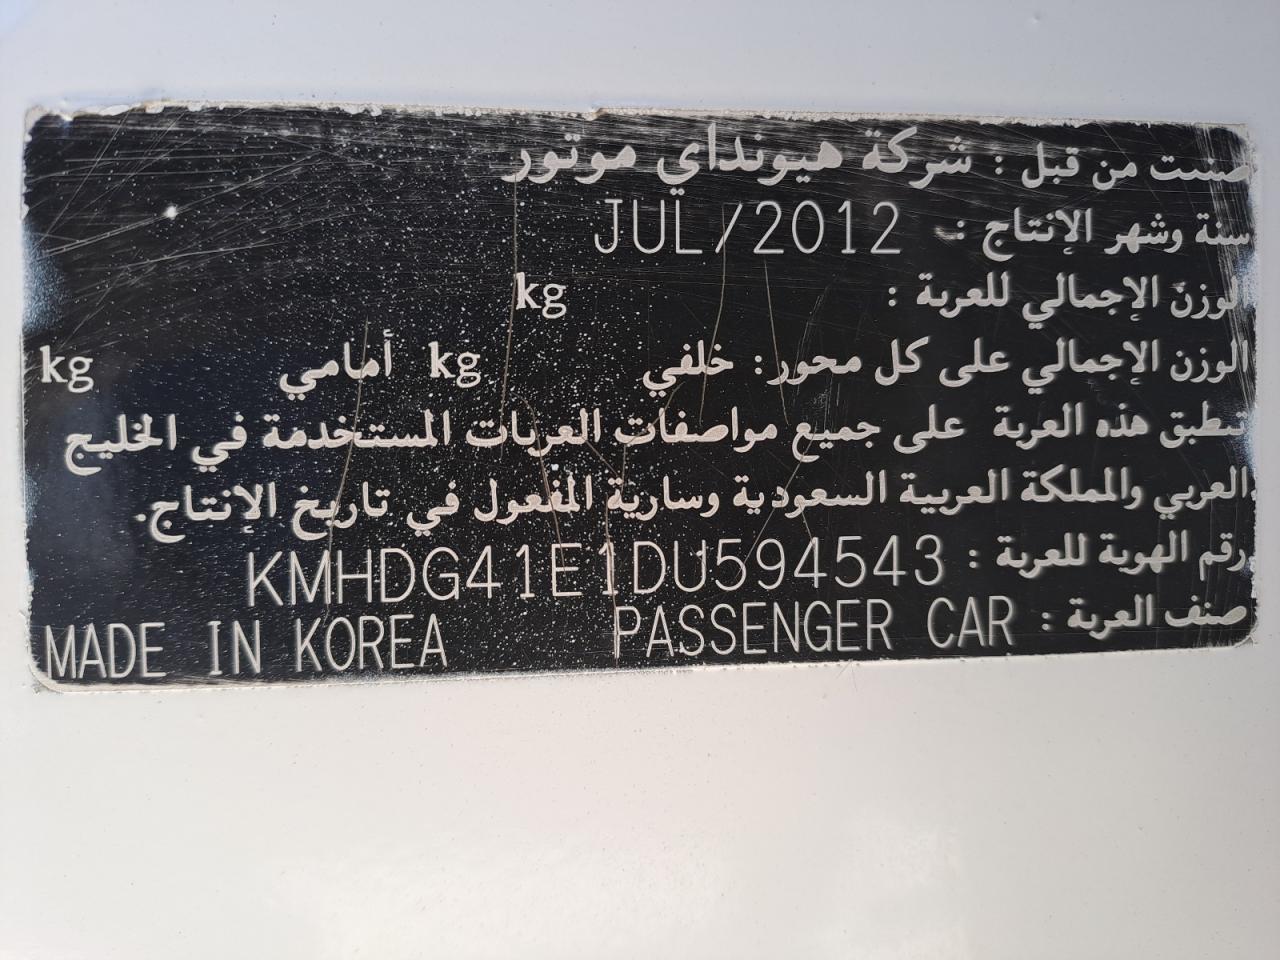 صنعت من قبل : شركة هيونداي موتور
سنة وشهر الإنتاج : JUL/2012
الوزن الإجمالي للعربة : kg
الوزن الإجمالي على كل محور: خلفي kg أمامي kg
تطبق هذه العربة على جميع مواصفات العربات المستخدمة في الخليج
العربي والمملكة العربية السعودية وسارية المفعول في تاريخ الإنتاج.
رقم الهوية للعربة : KMHDG41E1DU594543
صنف العربة : PASSENGER CAR MADE IN KOREA